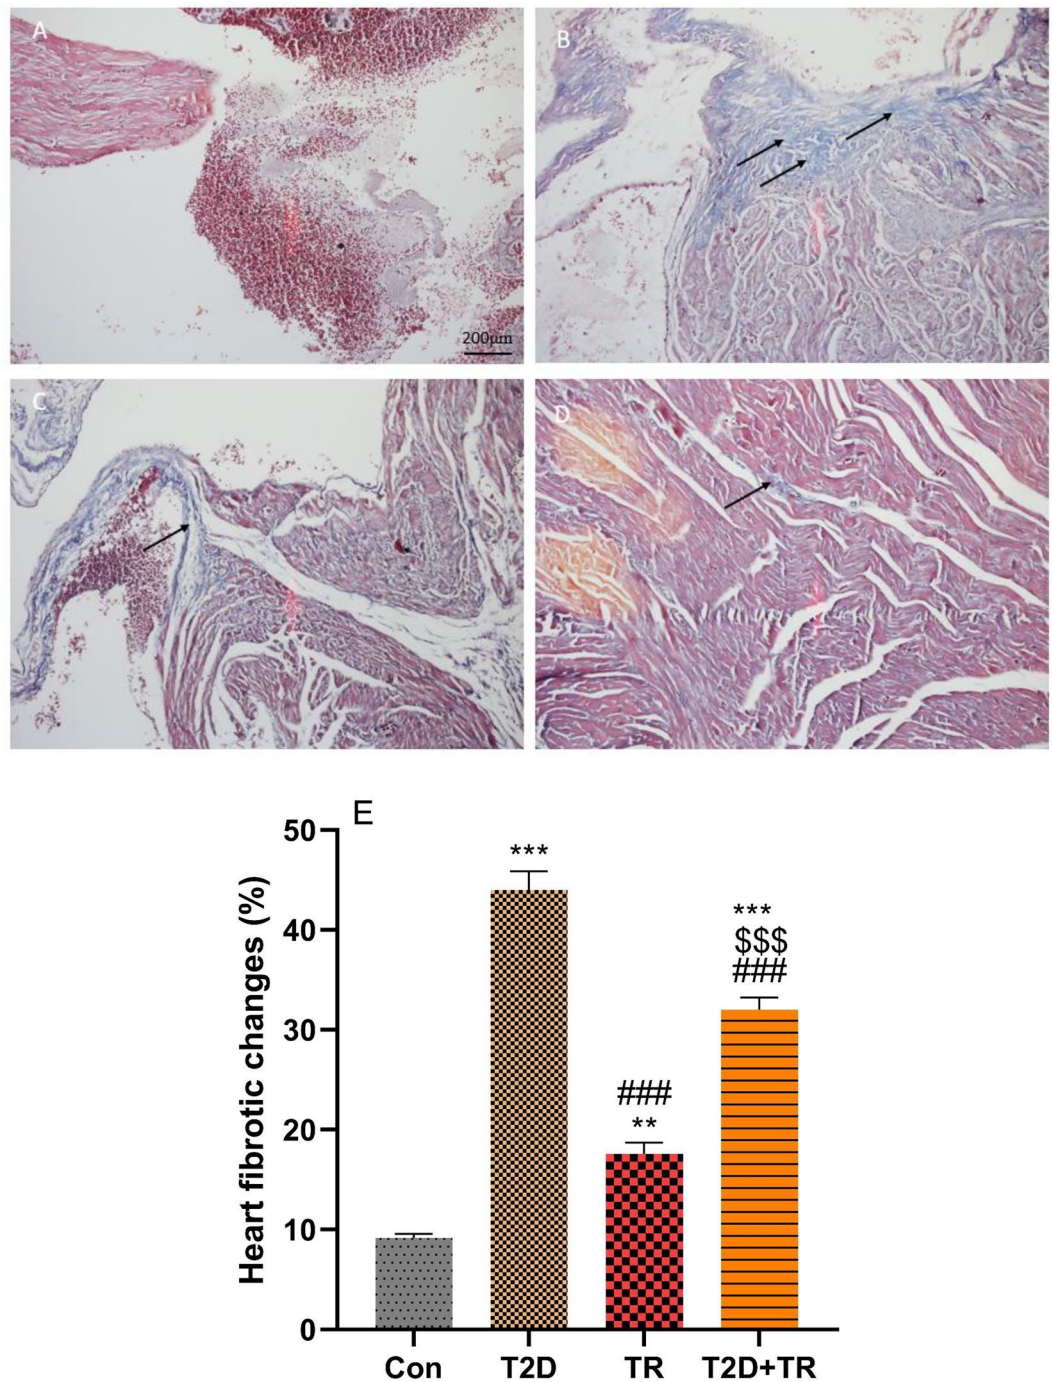 A
B
200µm
C
D
E
Heart fibrotic changes (%)
50
40
30
20
10
0
***
###
**
***
$$$
###
Con T2D TR T2D+TR